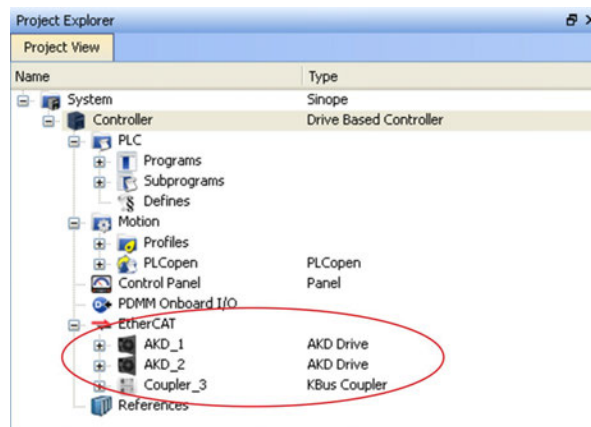 Project Explorer
Project View
Name Type
System Sinope
Controller Drive Based Controller
PLC
Programs
Subprograms
Defines
Motion
Profiles
PLCopen PLCopen
Control Panel Panel
PDMM Onboard I/O
EtherCAT
AKD_1 AKD Drive
AKD_2 AKD Drive
Coupler_3 KBus Coupler
References